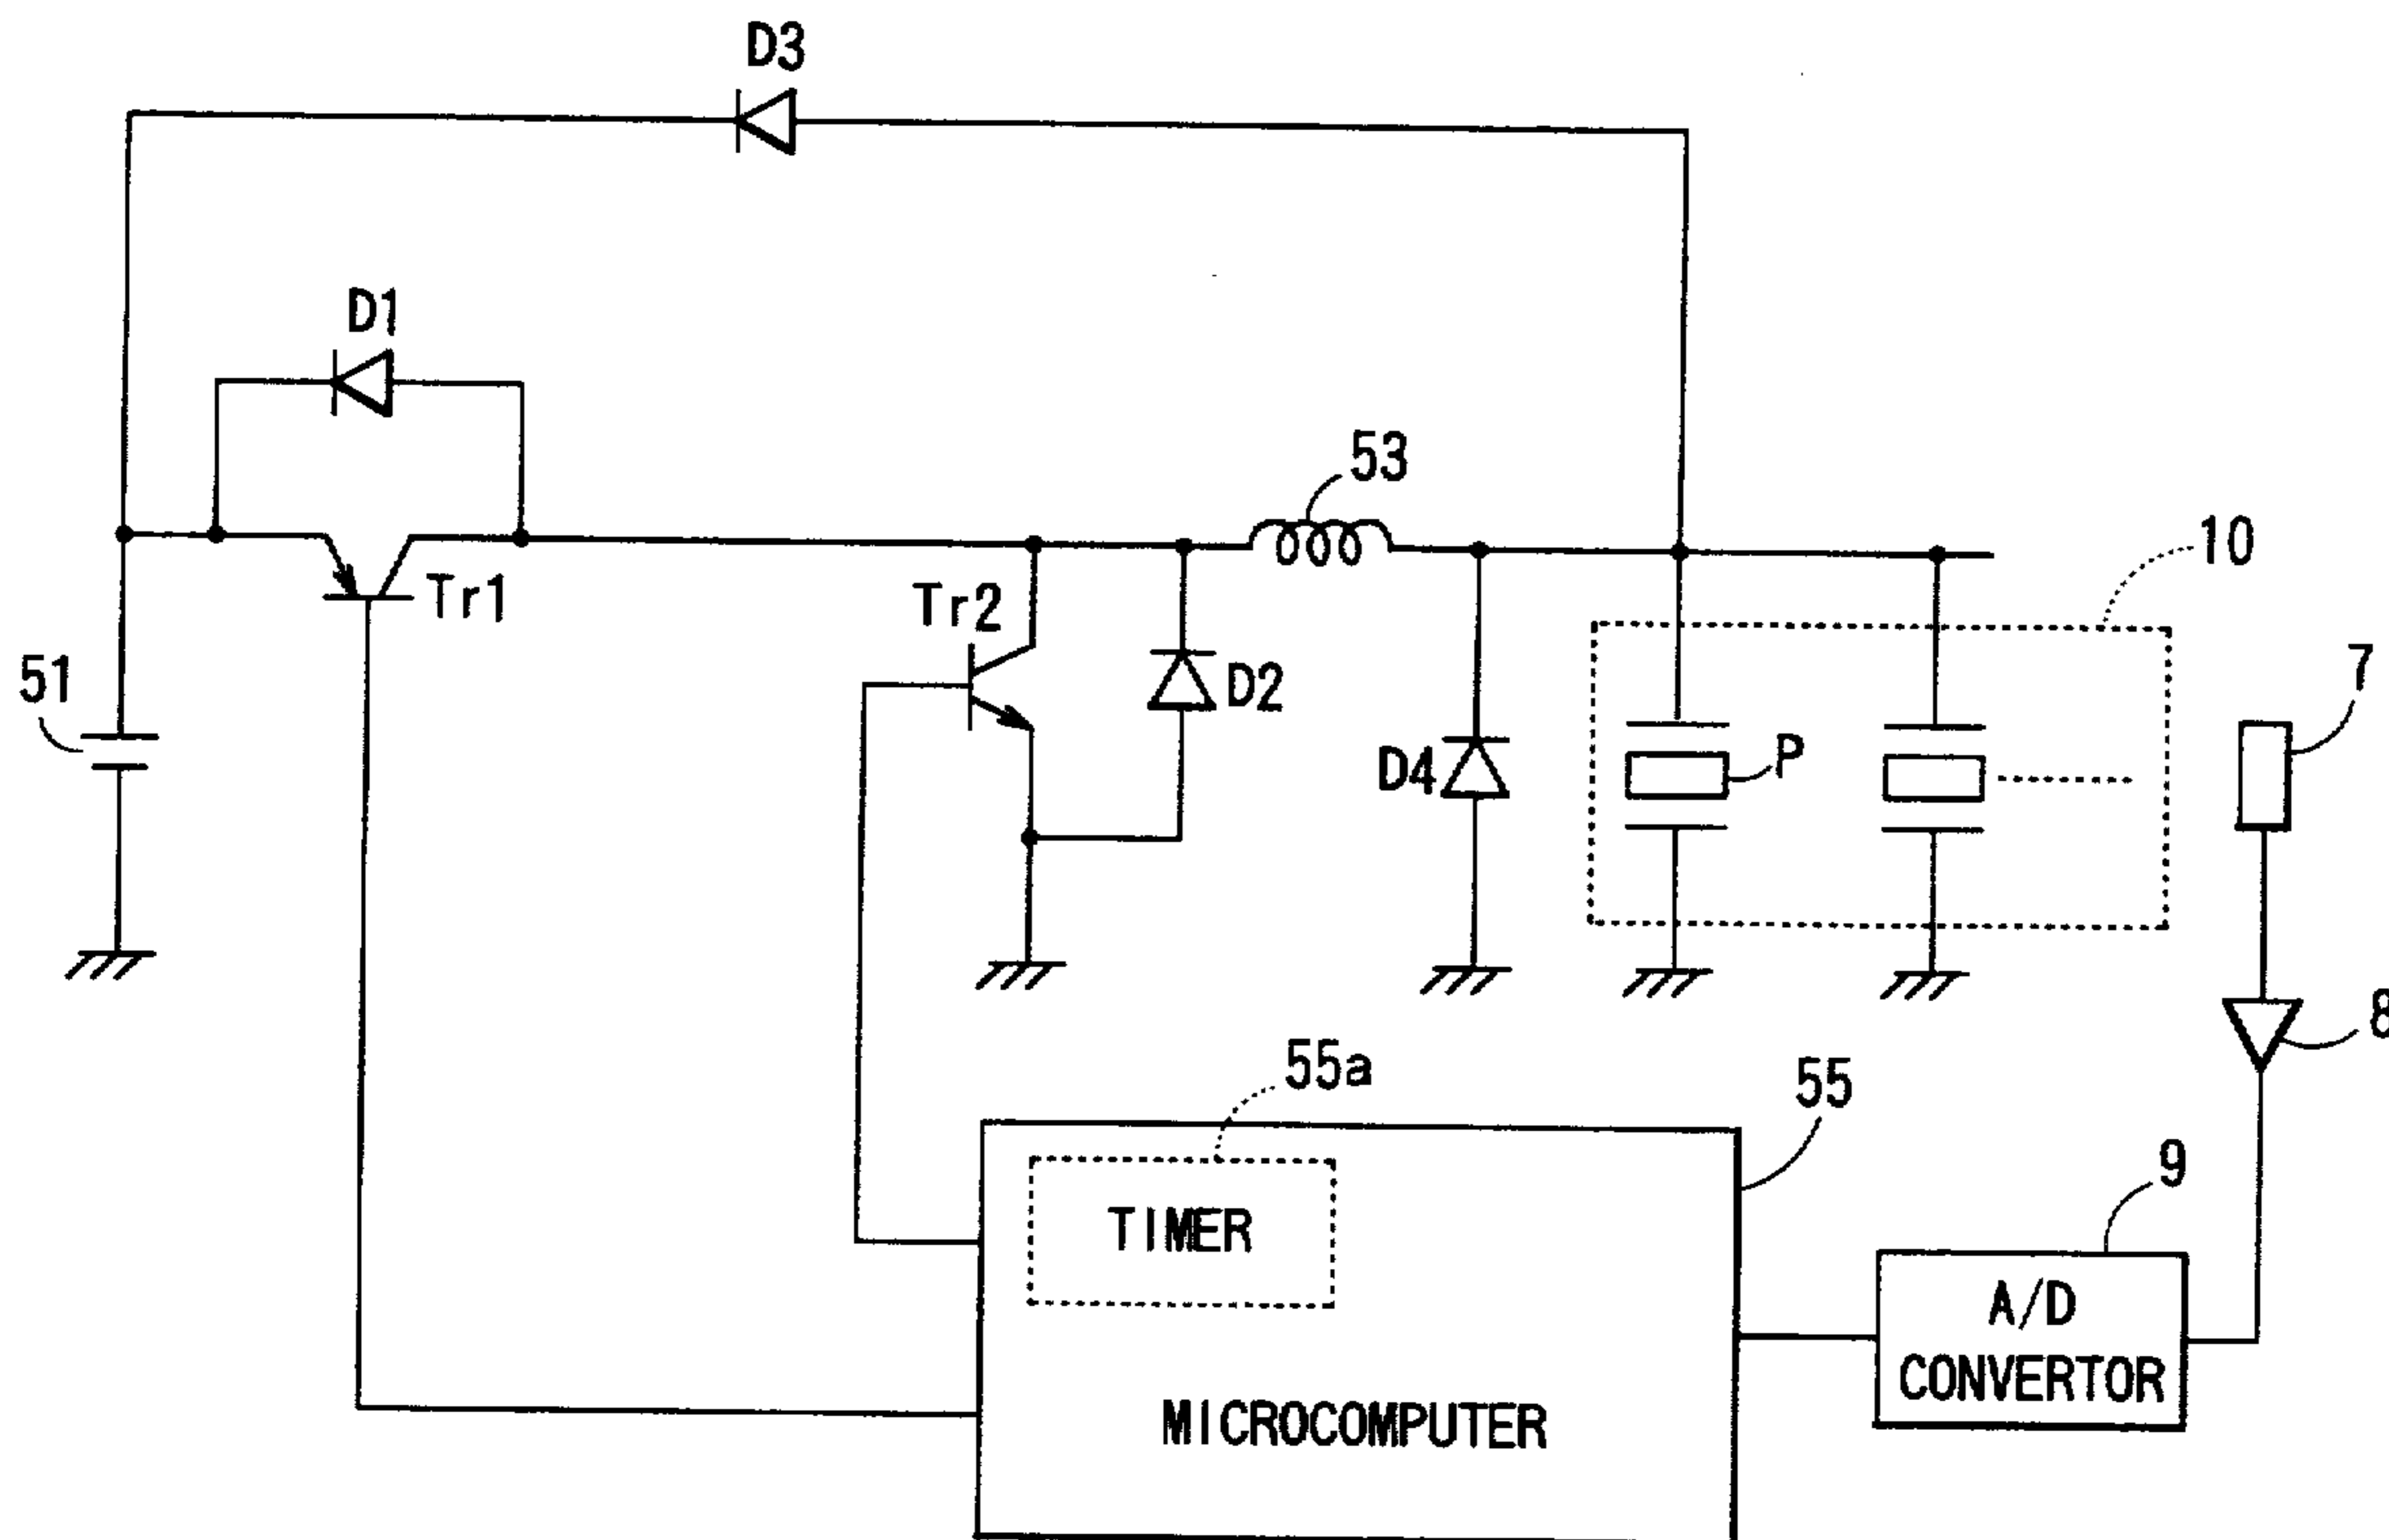 D3
D1
53
10
Tr1
Tr2
51
D2
7
D4
P
8
55a
55
9
TIMER
A/D
CONVERTOR
MICROCOMPUTER